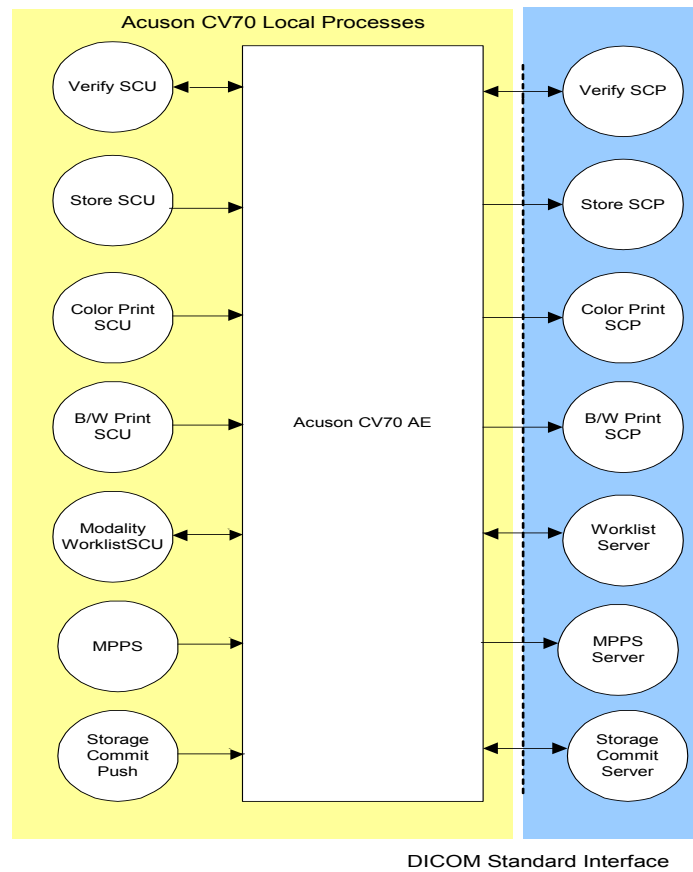 Acuson CV70 Local Processes
Verify SCU
Verify SCP
Store SCU
Store SCP
Color Print
SCU
Color Print
SCP
B/W Print
SCU
Acuson CV70 AE
B/W Print
SCP
Modality
WorklistSCU
Worklist
Server
MPPS
MPPS
Server
Storage
Commit
Push
Storage
Commit
Server
DICOM Standard Interface